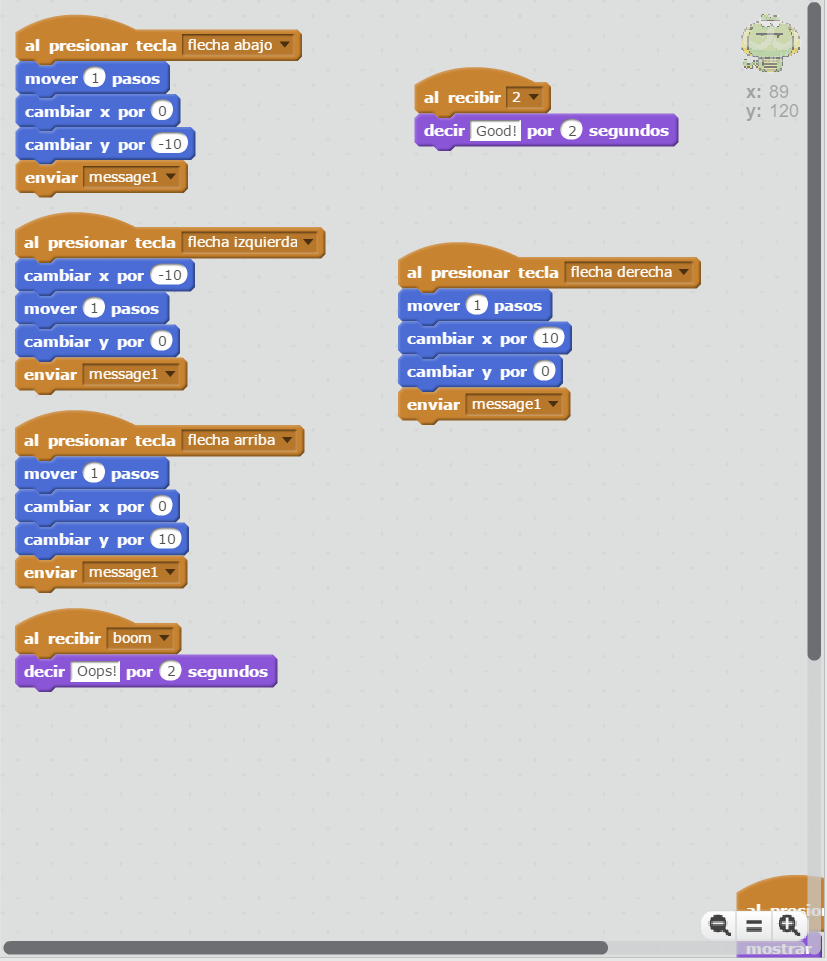 al presionar tecla flecha abajo
mover 1 pasos
cambiar x por 0
cambiar y por -10
enviar message1
al presionar tecla flecha izquierda
cambiar x por -10
mover 1 pasos
cambiar y por 0
enviar message1
al presionar tecla flecha arriba
mover 1 pasos
cambiar x por 0
cambiar y por 10
enviar message1
al recibir boom
decir Oops! por 2 segundos
al recibir 2
decir Good! por 2 segundos
al presionar tecla flecha derecha
mover 1 pasos
cambiar x por 10
cambiar y por 0
enviar message1
x: 89
y: 120
mostrar